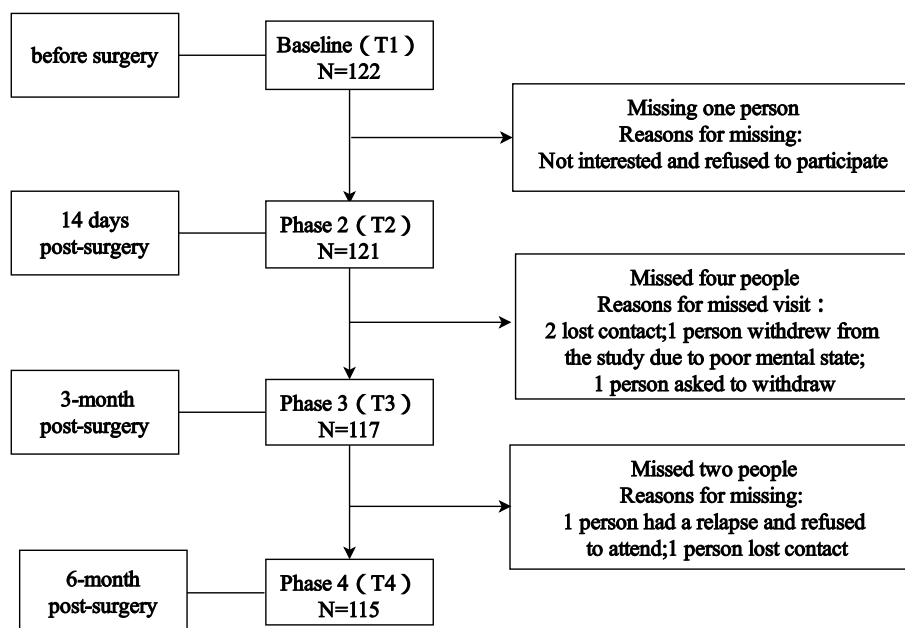 before surgery
Baseline（T1）
N=122
Missing one person
Reasons for missing:
Not interested and refused to participate
14 days
post-surgery
Phase 2（T2）
N=121
Missed four people
Reasons for missed visit：
2 lost contact;1 person withdrew from
the study due to poor mental state;
1 person asked to withdraw
3-month
post-surgery
Phase 3（T3）
N=117
Missed two people
Reasons for missing:
1 person had a relapse and refused
to attend;1 person lost contact
6-month
post-surgery
Phase 4（T4）
N=115